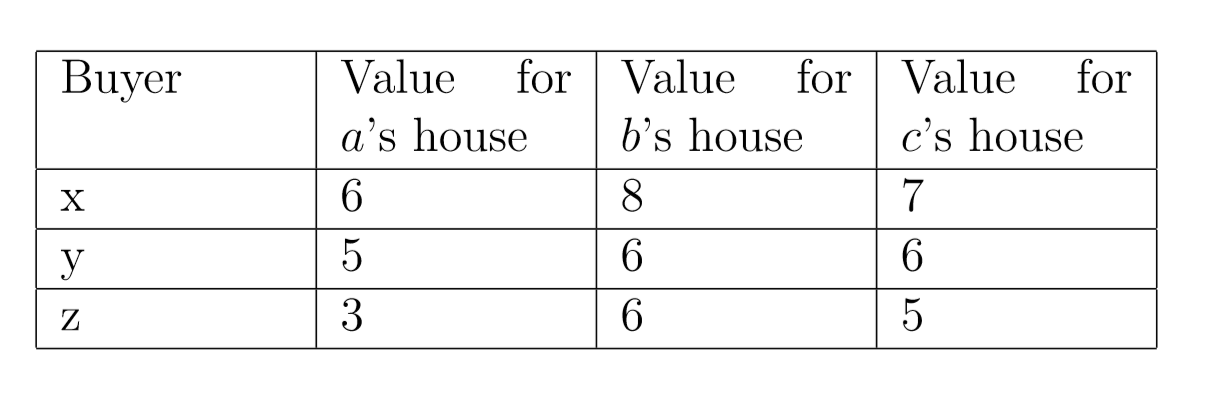 Buyer Value for Value for Value for
a's house b's house c's house
x 6 8 7
y 5 6 6
z 3 6 5